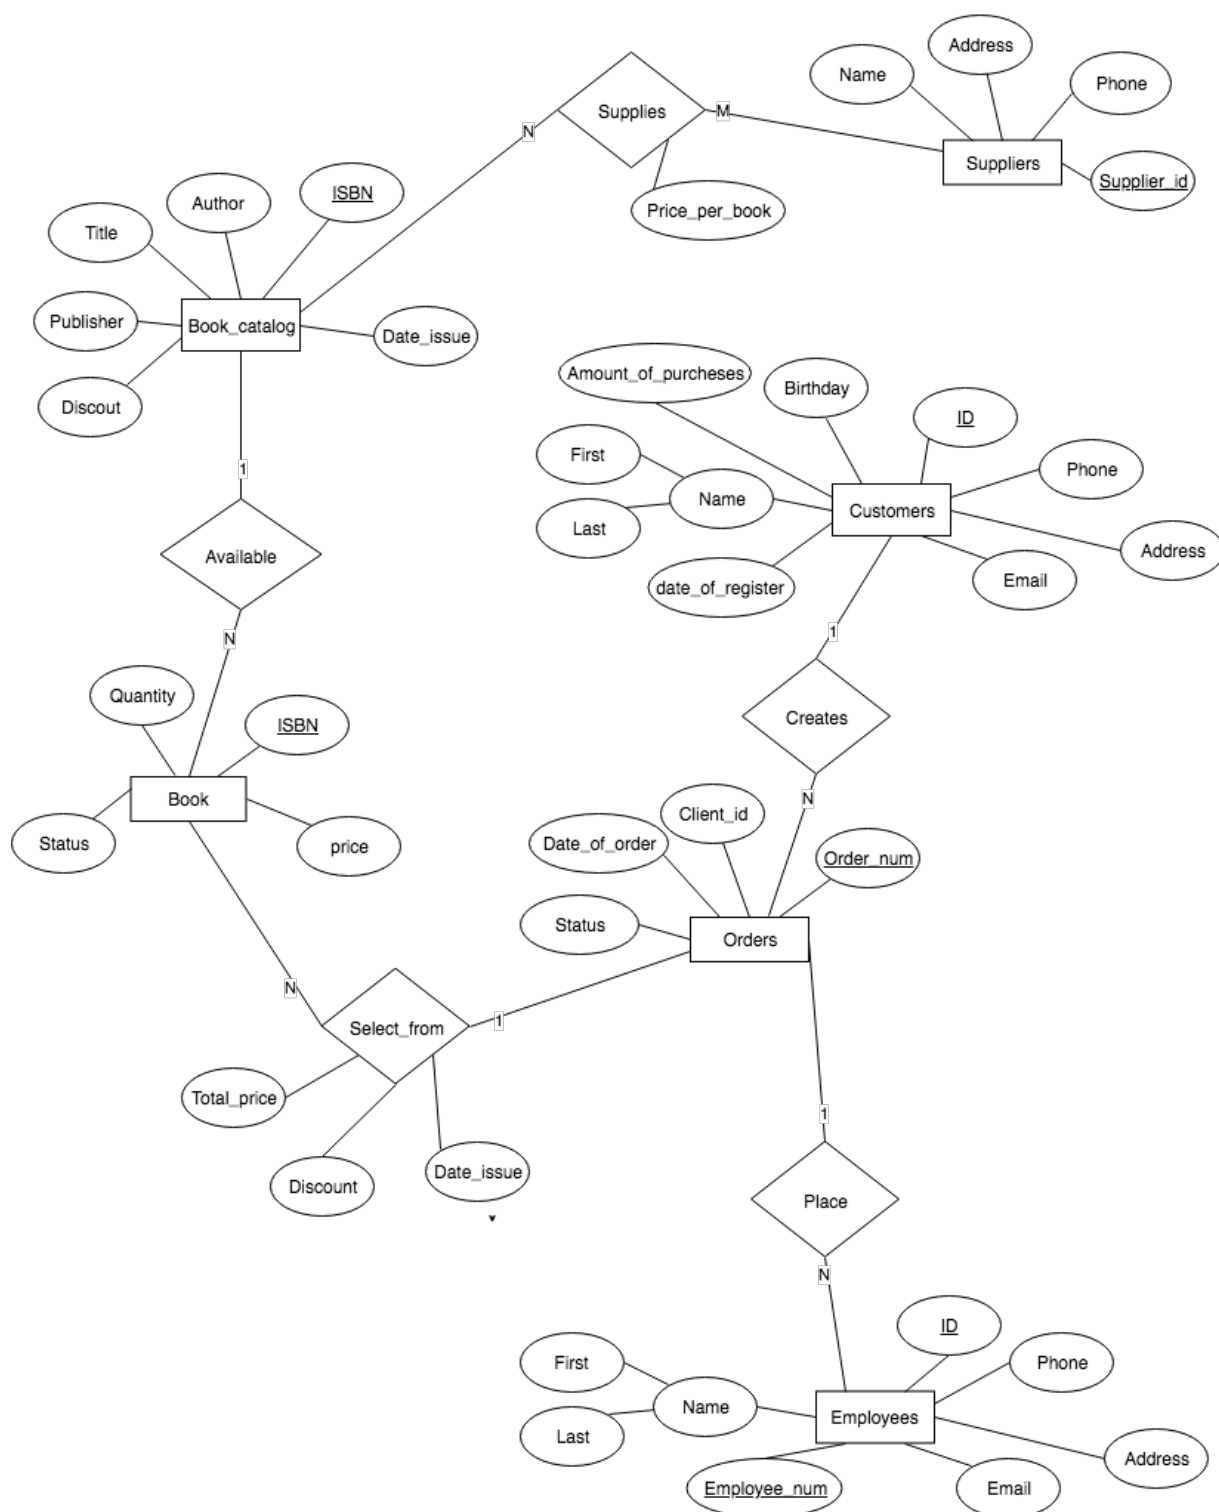 Address
Name
Phone
Supplies
M
N
Suppliers
Supplier_id
Price_per_book
ISBN
Author
Title
Publisher
Book_catalog
Date_issue
Discout
Amount_of_purcheses
Birthday
ID
First
Phone
Name
Customers
Last
Address
date_of_register
Email
1
Available
N
1
Quantity
ISBN
Creates
Book
N
Status
price
Client_id
Date_of_order
Order_num
Status
Orders
N
1
Select_from
Total_price
Discount
Date_issue
1
Place
N
ID
First
Phone
Name
Employees
Last
Address
Employee_num
Email